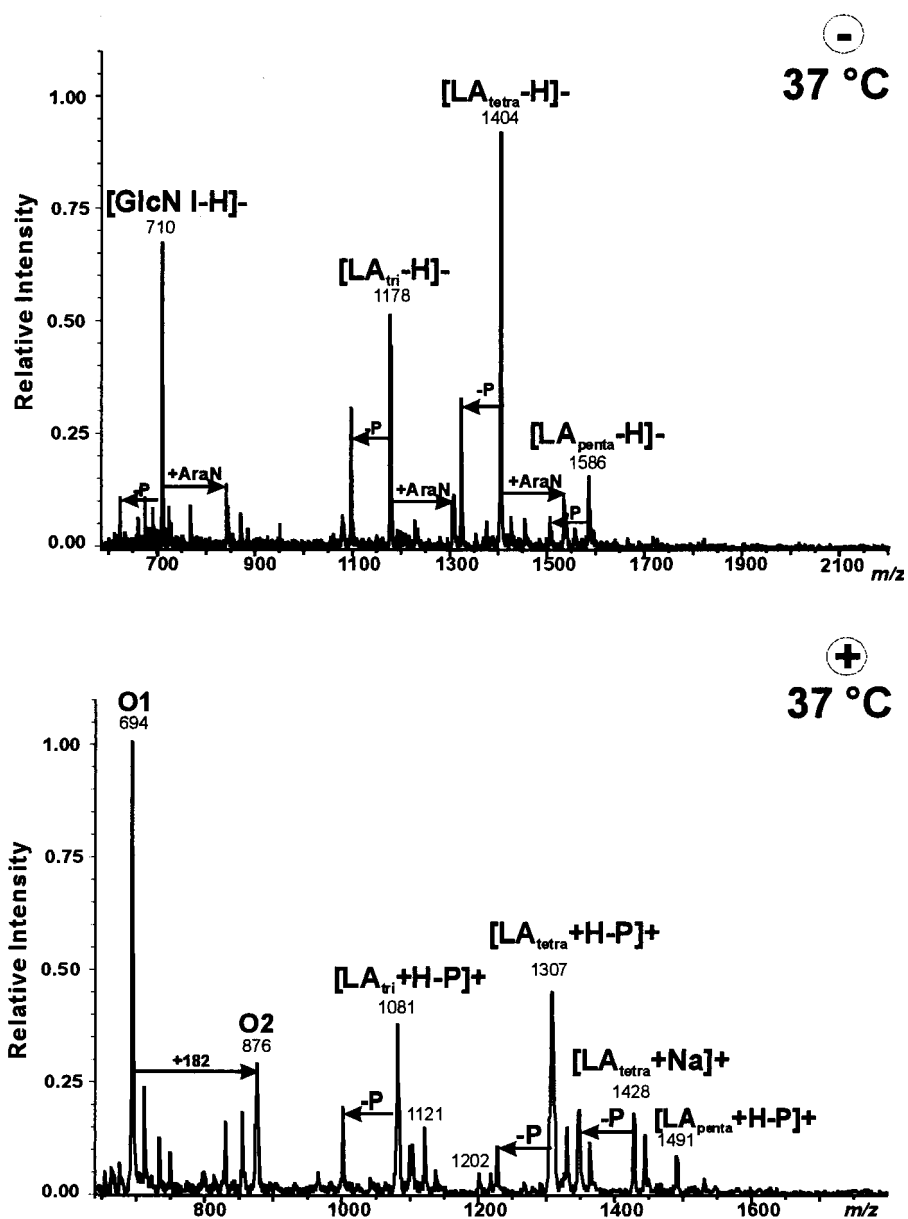 -
37 °C
[LAtetra-H]-
1404
1.00
[GlcN I-H]-
710
0.75
[LAtri-H]-
1178
0.50
-P
[LApenta-H]-
1586
-P
0.25
+AraN
+AraN
+AraN
-P
-P
0.00
700 900 1100 1300 1500 1700 1900 2100
m/z
Relative Intensity
+
37 °C
O1
694
1.00
0.75
[LAtetra+H-P]+
1307
0.50
[LAtri+H-P]+
1081
O2
876
+182
[LAtetra+Na]+
1428
0.25
-P
1121
-P
[LApenta+H-P]+
1491
-P
1202
0.00
800 1000 1200 1400 1600
m/z
Relative Intensity